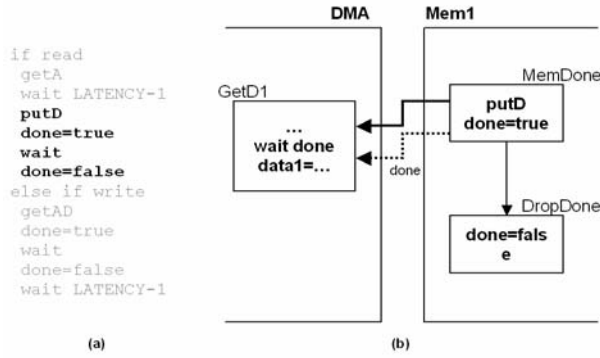 if read
getA
wait LATENCY-1
putD
done=true
wait
done=false
else if write
getAD
done=true
wait
done=false
wait LATENCY-1
(a)
DMA
Mem1
GetD1
...
wait done
data1=...
done
MemDone
putD
done=true
DropDone
done=fals
e
(b)